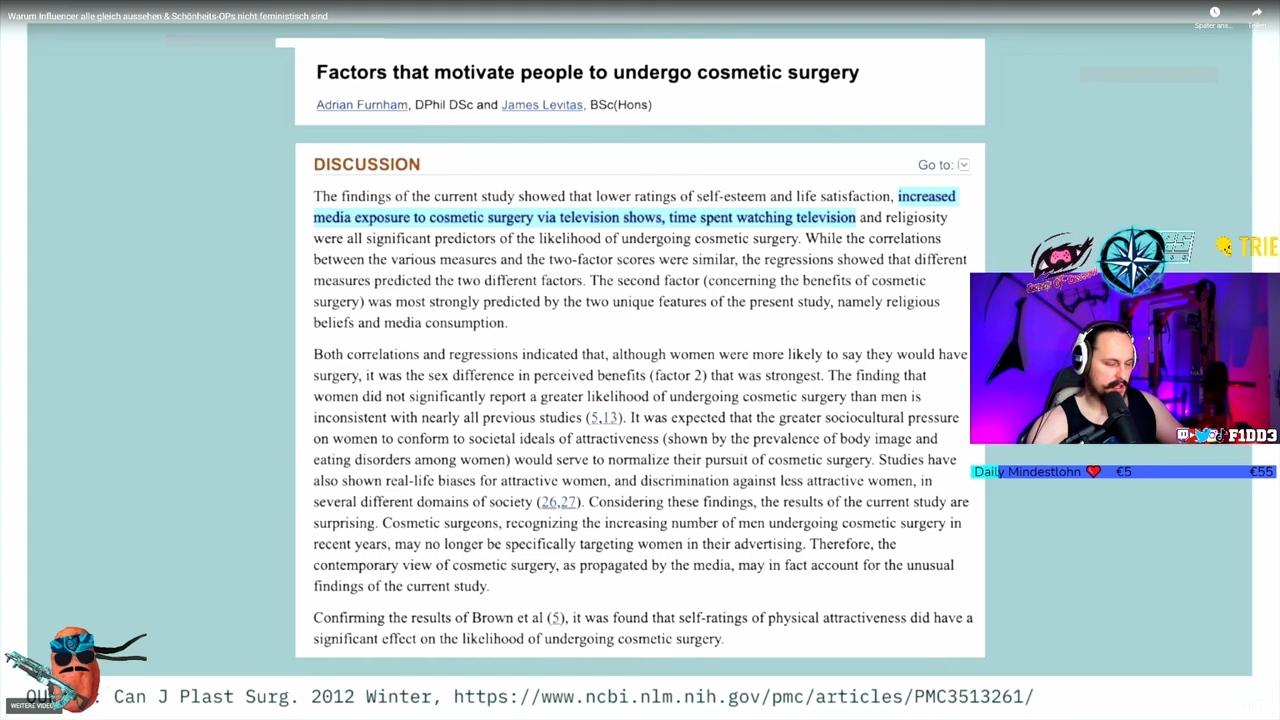 Warum Influencer alle gleich aussehen & Schönheits-OPs nicht feministisch sind
Später ans...
Teilen
Factors that motivate people to undergo cosmetic surgery
Adrian Furnham, DPhil DSc and James Levitas, BSc(Hons)
DISCUSSION
Go to:
The findings of the current study showed that lower ratings of self-esteem and life satisfaction, increased
media exposure to cosmetic surgery via television shows, time spent watching television and religiosity
were all significant predictors of the likelihood of undergoing cosmetic surgery. While the correlations
between the various measures and the two-factor scores were similar, the regressions showed that different
measures predicted the two different factors. The second factor (concerning the benefits of cosmetic
surgery) was most strongly predicted by the two unique features of the present study, namely religious
beliefs and media consumption.
Both correlations and regressions indicated that, although women were more likely to say they would have
surgery, it was the sex difference in perceived benefits (factor 2) that was strongest. The finding that
women did not significantly report a greater likelihood of undergoing cosmetic surgery than men is
inconsistent with nearly all previous studies (5,13). It was expected that the greater sociocultural pressure
on women to conform to societal ideals of attractiveness (shown by the prevalence of body image and
eating disorders among women) would serve to normalize their pursuit of cosmetic surgery. Studies have
also shown real-life biases for attractive women, and discrimination against less attractive women, in
several different domains of society (26,27). Considering these findings, the results of the current study are
surprising. Cosmetic surgeons, recognizing the increasing number of men undergoing cosmetic surgery in
recent years, may no longer be specifically targeting women in their advertising. Therefore, the
contemporary view of cosmetic surgery, as propagated by the media, may in fact account for the unusual
findings of the current study.
Confirming the results of Brown et al (5), it was found that self-ratings of physical attractiveness did have a
significant effect on the likelihood of undergoing cosmetic surgery.
TRIE
F1DD3
Daily Mindestlohn €5 €55
: Can J Plast Surg. 2012 Winter, https://www.ncbi.nlm.nih.gov/pmc/articles/PMC3513261/
WEITERE VIDEOS